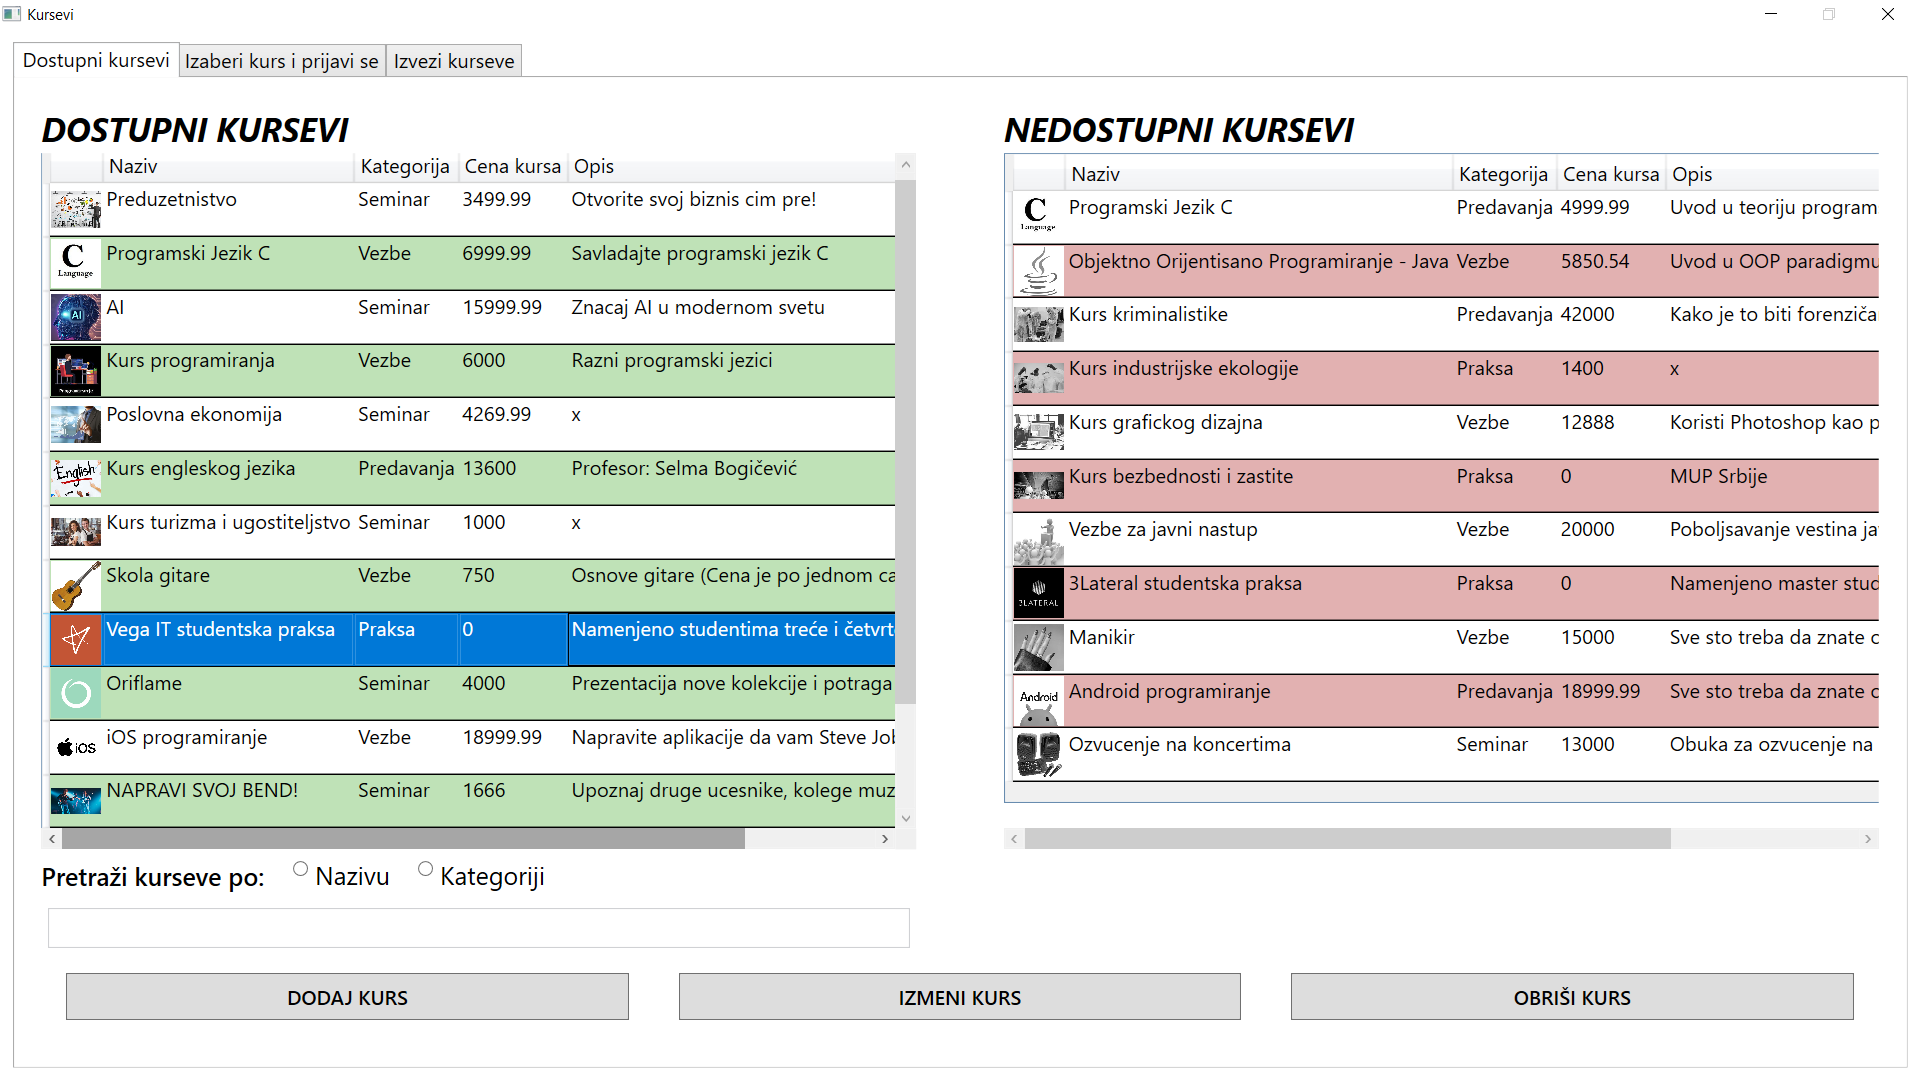 Kursevi
Dostupni kursevi Izaberi kurs i prijavi se Izvezi kurseve
DOSTUPNI KURSEVI
Naziv Kategorija Cena kursa Opis
Preduzetnistvo Seminar 3499.99 Otvorite svoj biznis cim pre!
C Language Programski Jezik C Vezbe 6999.99 Savladajte programski jezik C
AI AI Seminar 15999.99 Znacaj AI u modernom svetu
Kurs programiranja Vezbe 6000 Razni programski jezici
Poslovna ekonomija Seminar 4269.99 x
English Kurs engleskog jezika Predavanja 13600 Profesor: Selma Bogičević
Kurs turizma i ugostiteljstvo Seminar 1000 x
Skola gitare Vezbe 750 Osnove gitare (Cena je po jednom ca
Vega IT studentska praksa Praksa 0 Namenjeno studentima treće i četvrt
Oriflame Seminar 4000 Prezentacija nove kolekcije i potraga
iOS iOS programiranje Vezbe 18999.99 Napravite aplikacije da vam Steve Jo
NAPRAVI SVOJ BEND! Seminar 1666 Upoznaj druge ucesnike, kolege muz
NEDOSTUPNI KURSEVI
Naziv Kategorija Cena kursa Opis
C Language Programski Jezik C Predavanja 4999.99 Uvod u teoriju program
Objektno Orijentisano Programiranje - Java Vezbe 5850.54 Uvod u OOP paradigmu
Kurs kriminalistike Predavanja 42000 Kako je to biti forenziča
Kurs industrijske ekologije Praksa 1400 x
Kurs grafickog dizajna Vezbe 12888 Koristi Photoshop kao p
Kurs bezbednosti i zastite Praksa 0 MUP Srbije
Vezbe za javni nastup Vezbe 20000 Poboljsavanje vestina ja
3LATERAL 3Lateral studentska praksa Praksa 0 Namenjeno master stud
Manikir Vezbe 15000 Sve sto treba da znate o
Android Android programiranje Predavanja 18999.99 Sve sto treba da znate o
Ozvucenje na koncertima Seminar 13000 Obuka za ozvucenje na
Pretraži kurseve po: Nazivu Kategoriji
DODAJ KURS IZMENI KURS OBRIŠI KURS